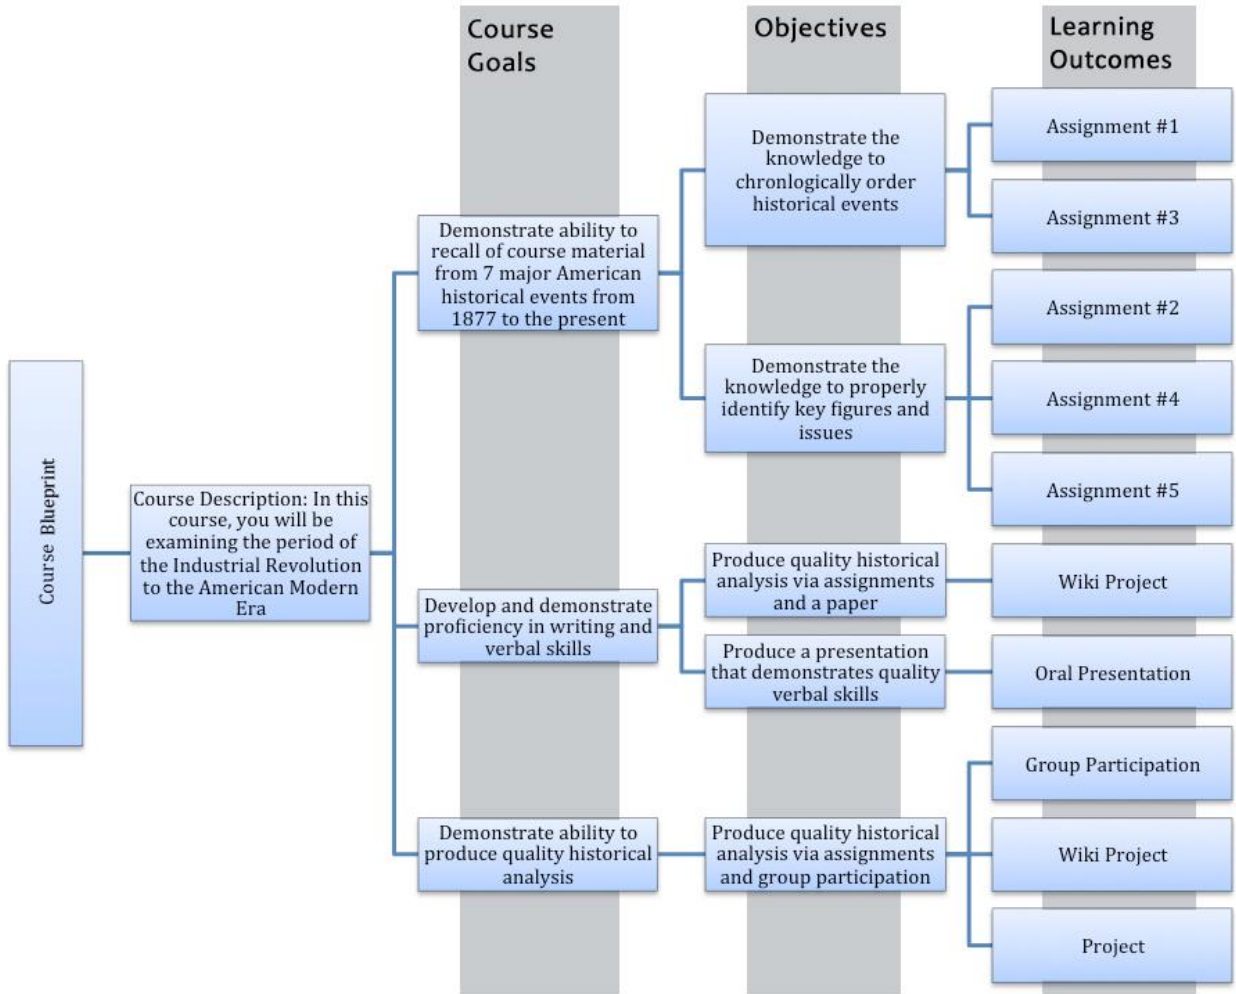 Course
Goals
Objectives
Learning
Outcomes
Course Blueprint
Course Description: In this
course, you will be
examining the period of
the Industrial Revolution
to the American Modern
Era
Demonstrate ability to
recall of course material
from 7 major American
historical events from
1877 to the present
Demonstrate the
knowledge to
chronlogically order
historical events
Assignment #1
Assignment #3
Demonstrate the
knowledge to properly
identify key figures and
issues
Assignment #2
Assignment #4
Assignment #5
Develop and demonstrate
proficiency in writing and
verbal skills
Produce quality historical
analysis via assignments
and a paper
Wiki Project
Produce a presentation
that demonstrates quality
verbal skills
Oral Presentation
Demonstrate ability to
produce quality historical
analysis
Produce quality historical
analysis via assignments
and group participation
Group Participation
Wiki Project
Project